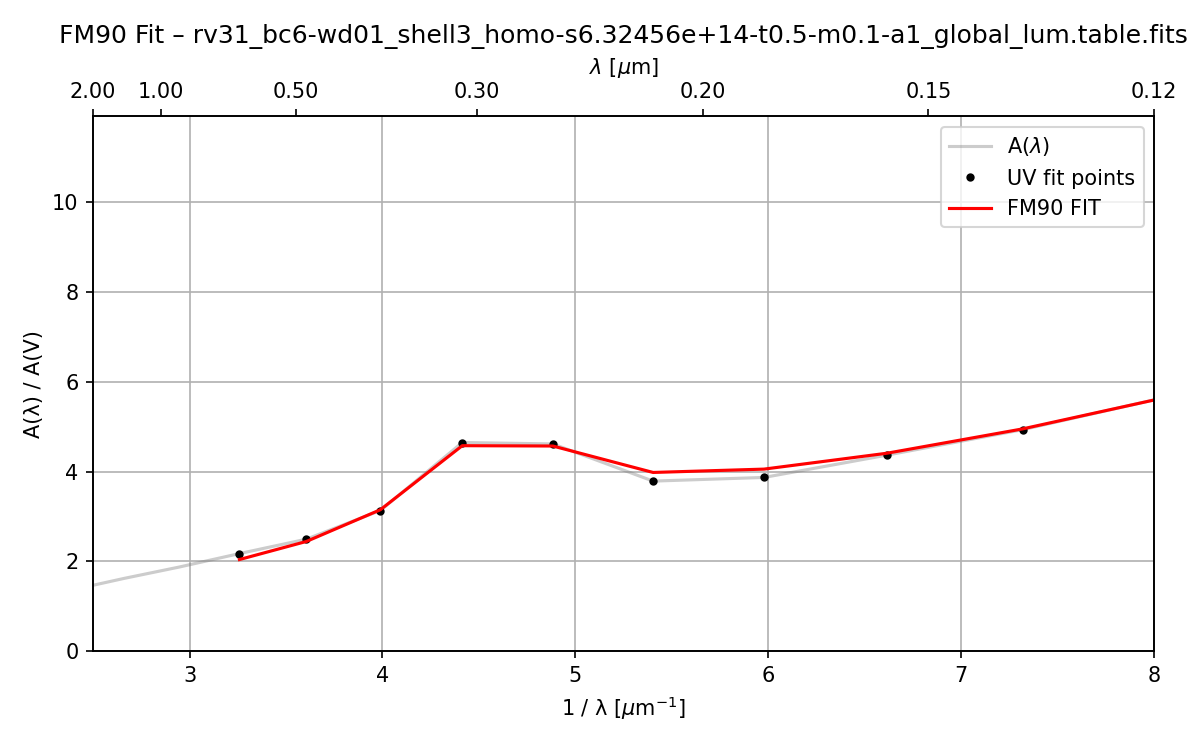 FM90 Fit – rv31_bc6-wd01_shell3_homo-s6.32456e+14-t0.5-m0.1-a1_global_lum.table.fits
λ [μm]
2.00 1.00 0.50 0.30 0.20 0.15 0.12
A(λ)
UV fit points
FM90 FIT
A(λ) / A(V)
10
8
6
4
2
0
3 4 5 6 7 8
1 / λ [μm⁻¹]